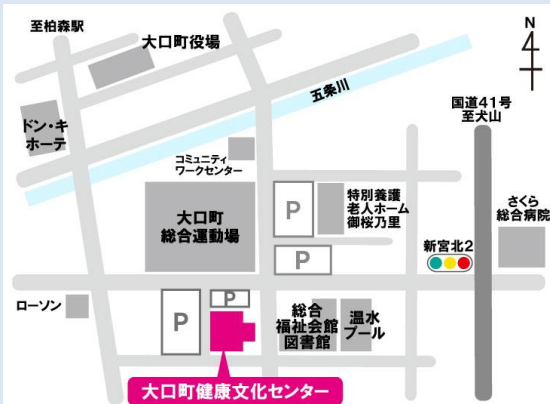 至柏森駅
大口町役場
N
五条川
国道41号
至犬山
ドン・キ
ホーテ
コミュニティ
ワークセンター
P
特別養護
老人ホーム
御桜乃里
さくら
総合病院
大口町
総合運動場
新宮北2
P
ローソン
P
P
総合
福祉会館
図書館
温水
プール
大口町健康文化センター